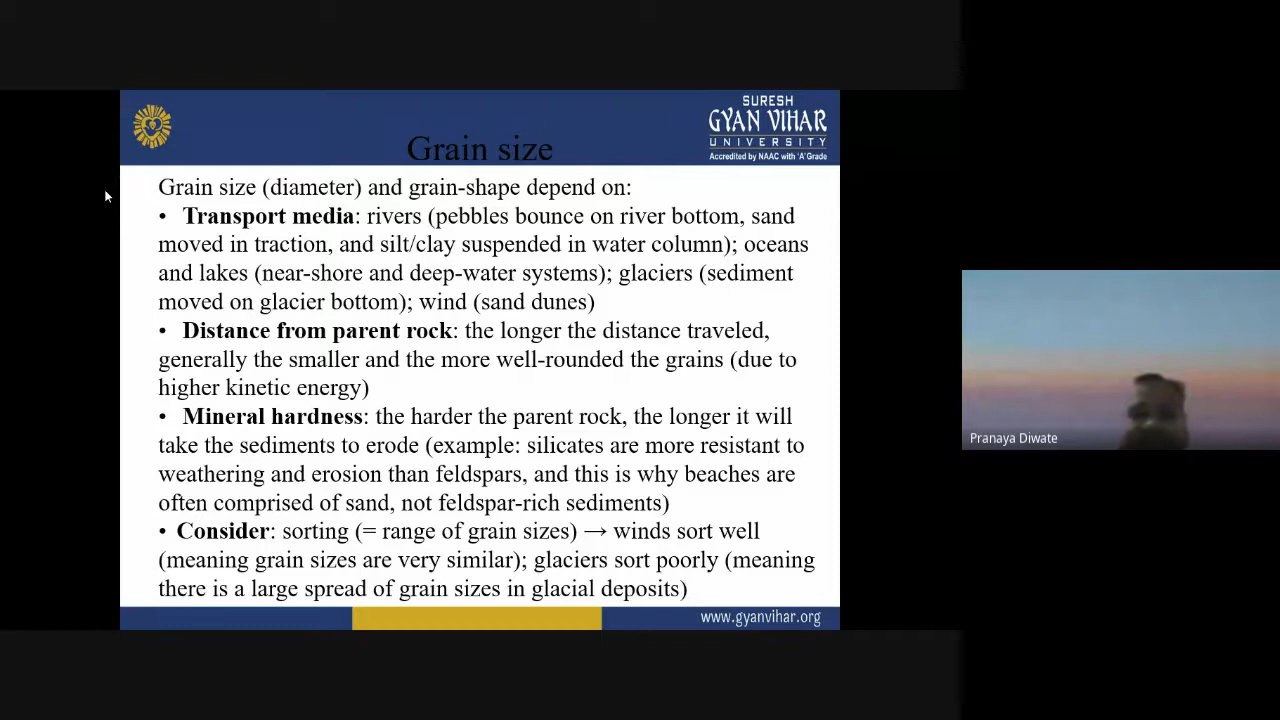 SURESH
GYAN VIHAR
UNIVERSITY
Accredited by NAAC with 'A' Grade
Grain size
Grain size (diameter) and grain-shape depend on:
• Transport media: rivers (pebbles bounce on river bottom, sand
moved in traction, and silt/clay suspended in water column); oceans
and lakes (near-shore and deep-water systems); glaciers (sediment
moved on glacier bottom); wind (sand dunes)
• Distance from parent rock: the longer the distance traveled,
generally the smaller and the more well-rounded the grains (due to
higher kinetic energy)
• Mineral hardness: the harder the parent rock, the longer it will
take the sediments to erode (example: silicates are more resistant to
weathering and erosion than feldspars, and this is why beaches are
often comprised of sand, not feldspar-rich sediments)
• Consider: sorting (= range of grain sizes) → winds sort well
(meaning grain sizes are very similar); glaciers sort poorly (meaning
there is a large spread of grain sizes in glacial deposits)
www.gyanvihar.org
Pranaya Diwate